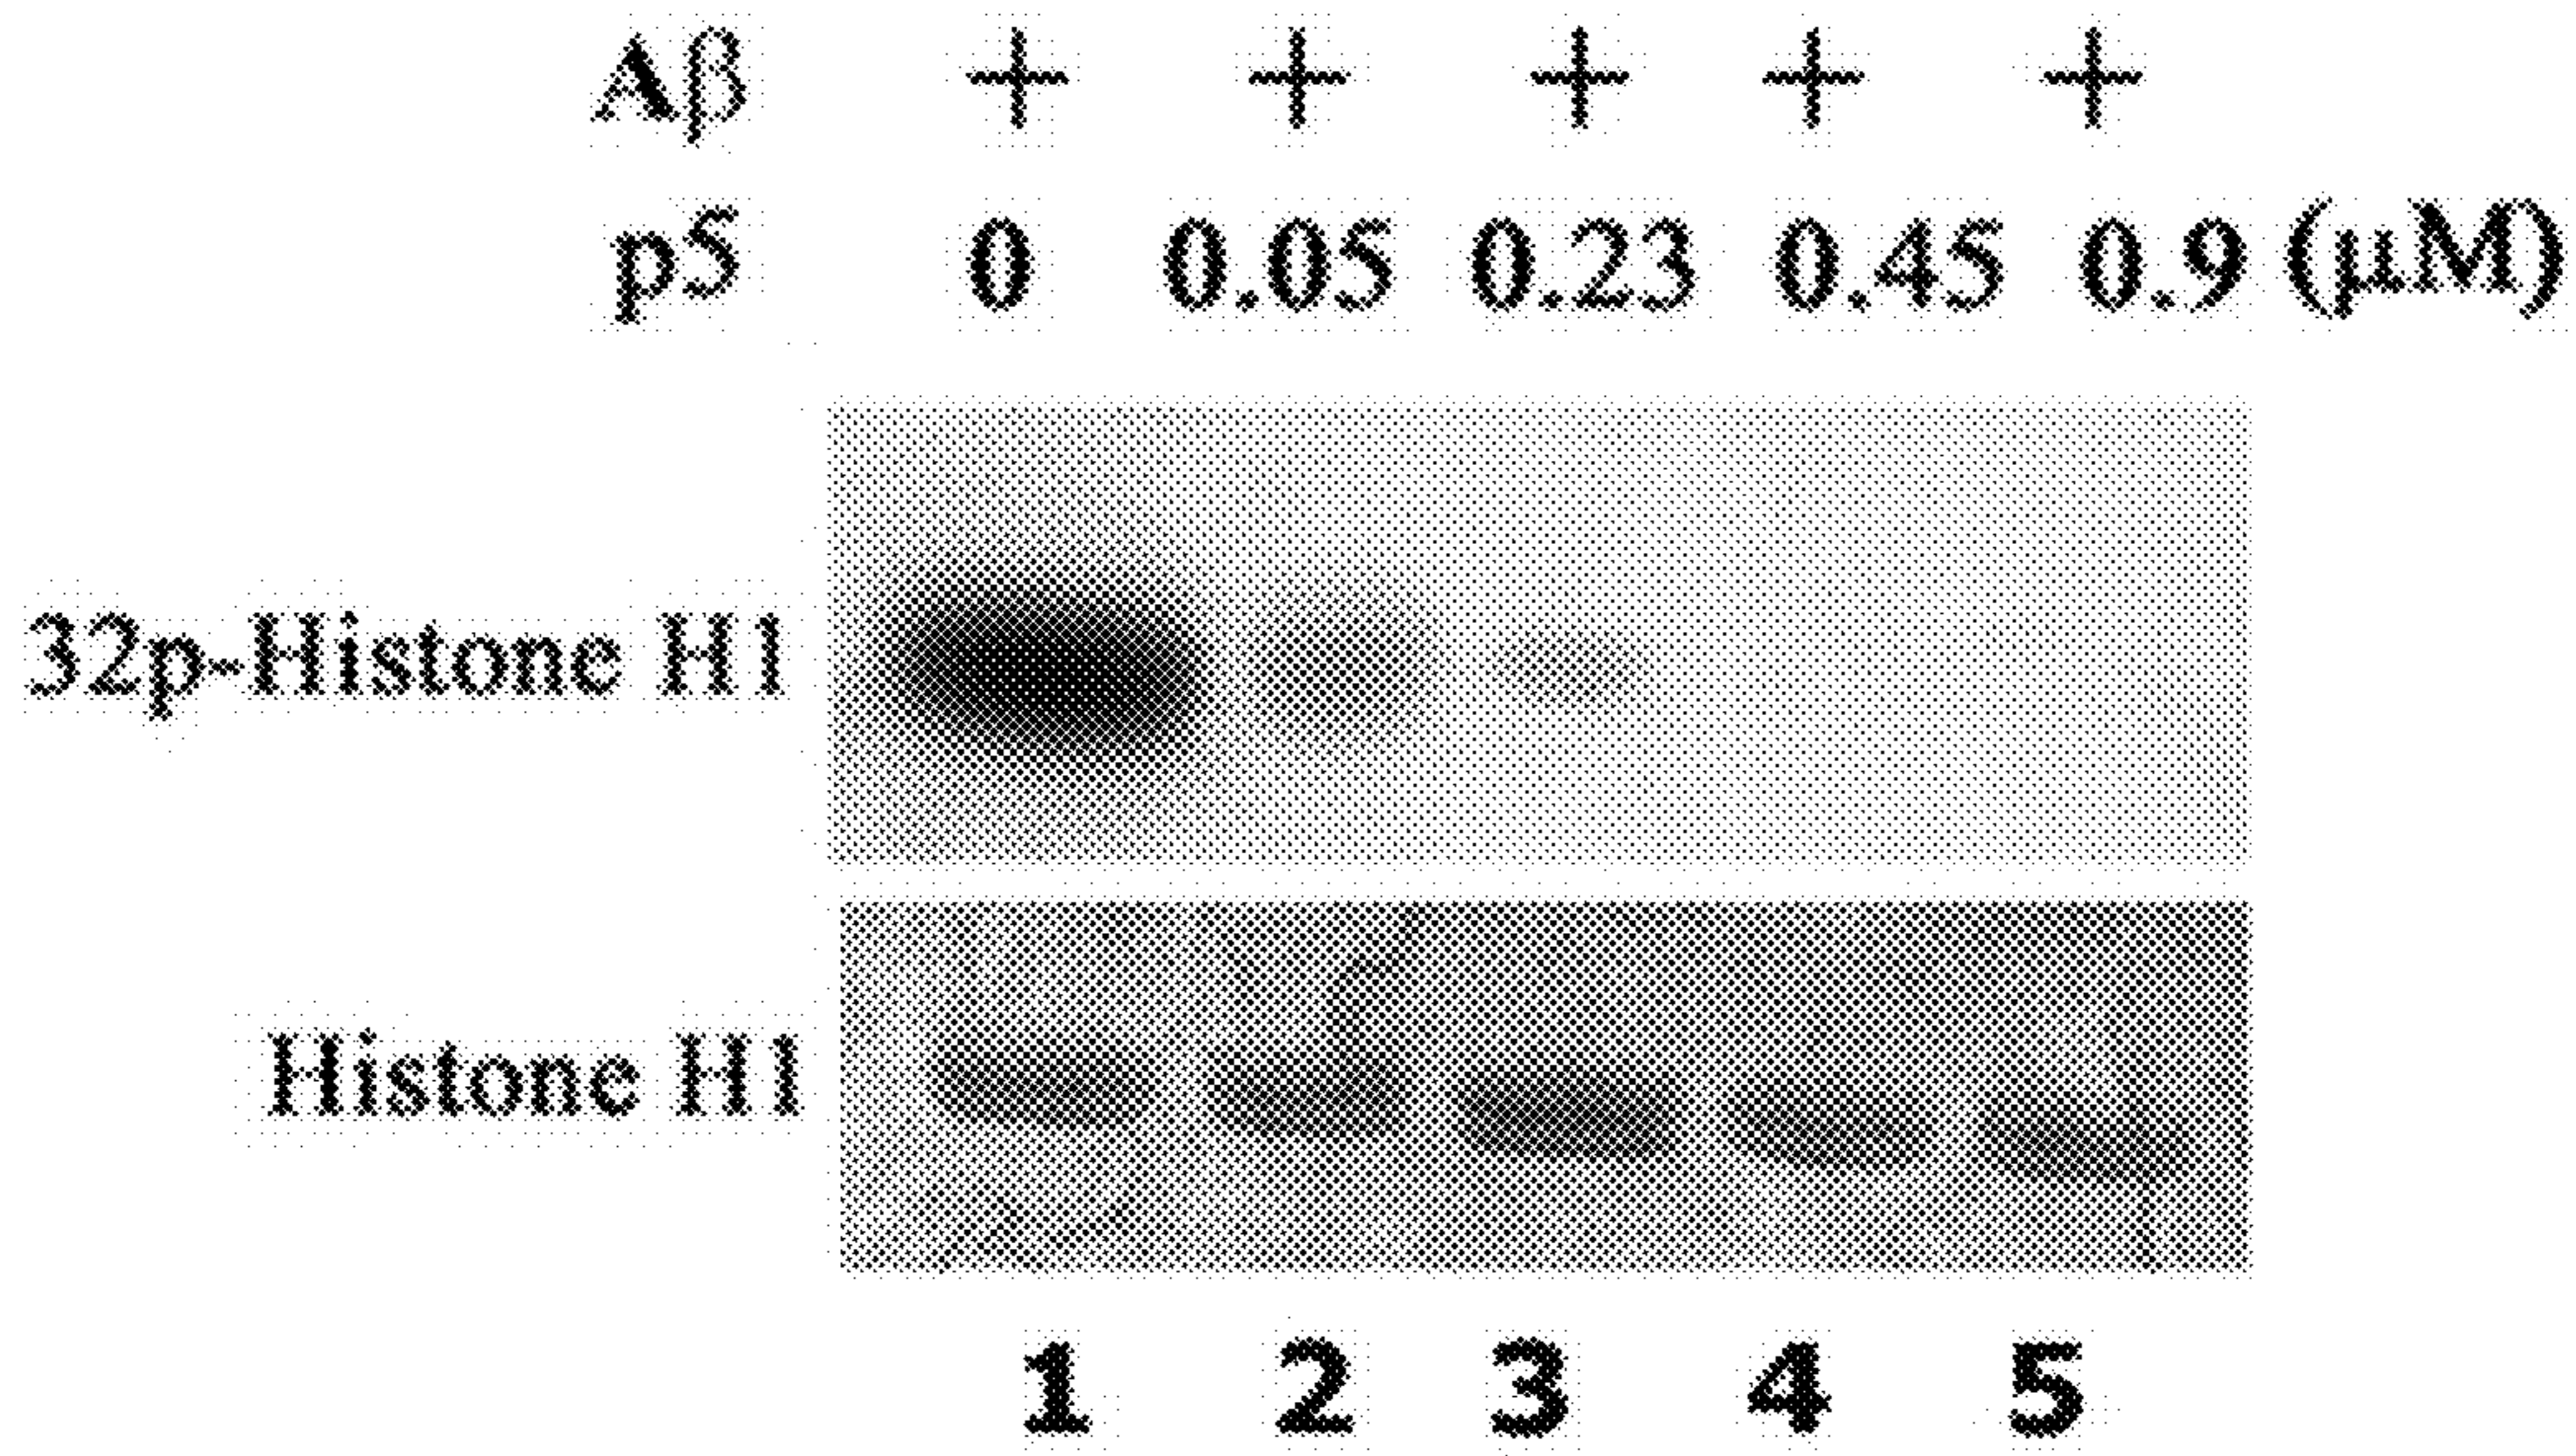 Aβ + + + + +
p5 0 0.05 0.23 0.45 0.9 (μM)
32p-Histone H1
Histone H1
1 2 3 4 5